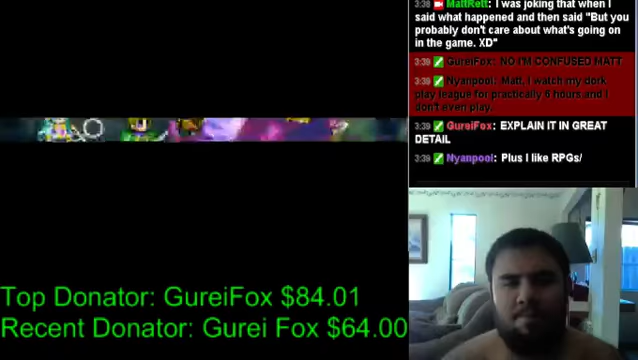 3:38 MattRett: I was joking that when I
said what happened and then said "But you
probably don't care about what's going on
in the game. XD"
3:39 GureiFox: NO I'M CONFUSED MATT
3:39 Nyanpool: Matt, I watch my dork
play league for practically 6 hours and I
don't even play.
3:39 GureiFox: EXPLAIN IT IN GREAT
DETAIL
3:39 Nyanpool: Plus I like RPGs/
Top Donator: GureiFox $84.01
Recent Donator: Gurei Fox $64.00